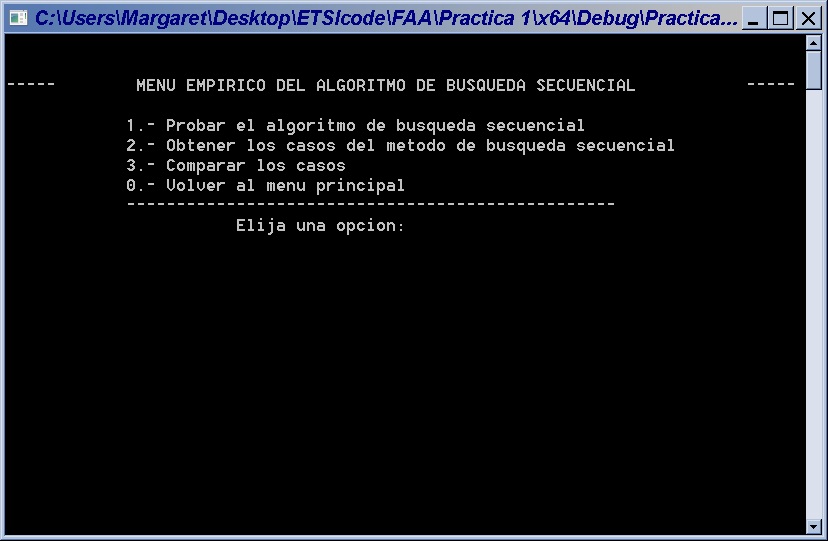 C:\Users\Margaret\Desktop\ETSIcode\FAA\Practica 1\x64\Debug\Practica...
----- MENU EMPIRICO DEL ALGORITMO DE BUSQUEDA SECUENCIAL -----
1.- Probar el algoritmo de busqueda secuencial
2.- Obtener los casos del metodo de busqueda secuencial
3.- Comparar los casos
0.- Volver al menu principal
-------------------------------------------------
Elija una opcion: